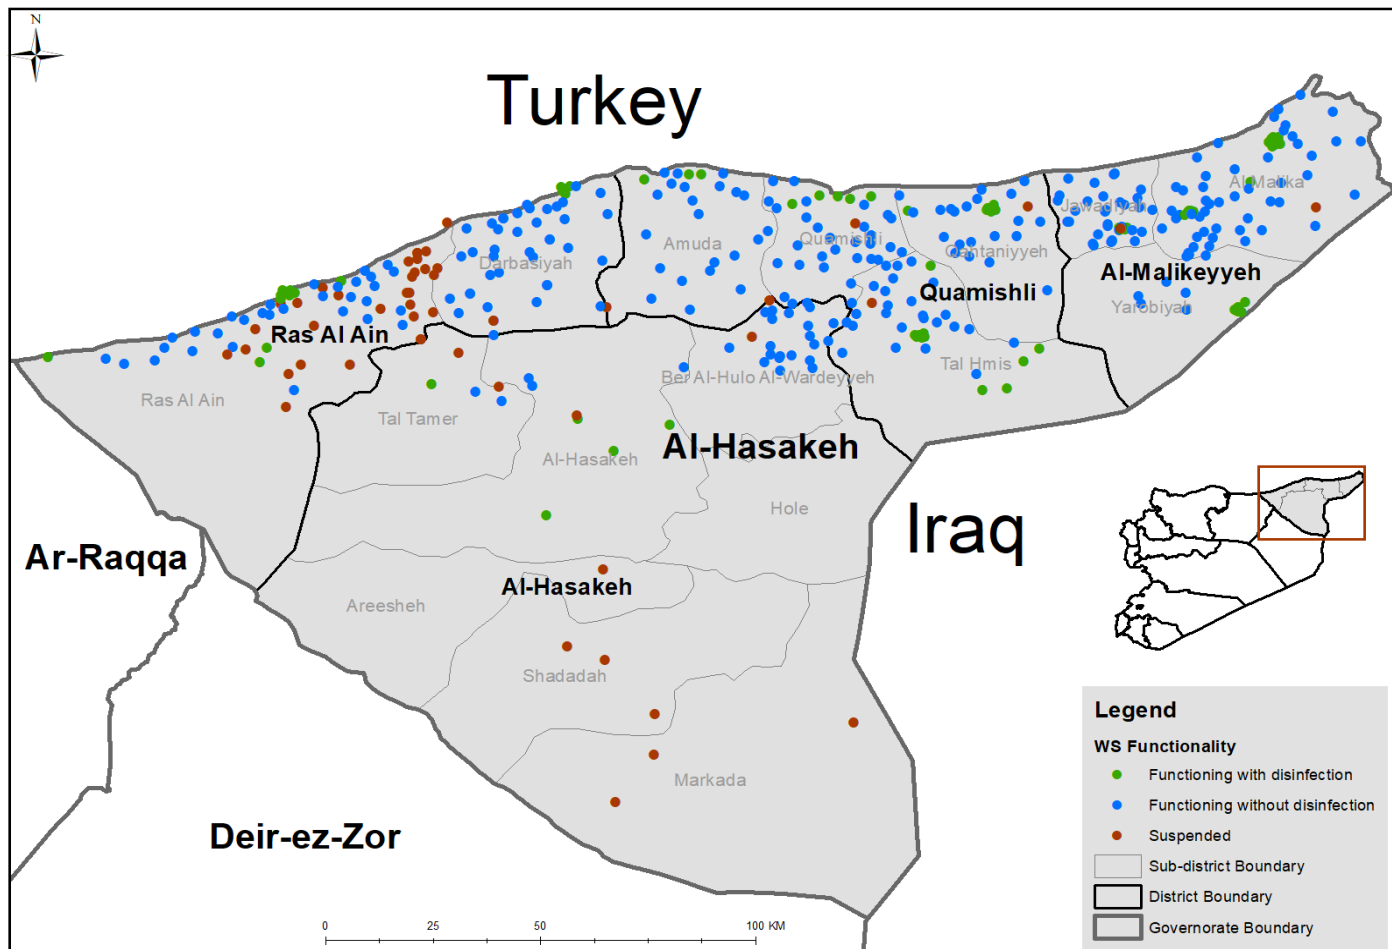 N
Turkey
Al-Malika
Jawadiyah
Amuda
Quamishli
Qahtaniyyeh
Darbasiyah
Al-Malikeyyeh
Quamishli
Yarobiyah
Ras Al Ain
Tal Hmis
Ber Al-Hulo Al-Wardeyyeh
Ras Al Ain
Tal Tamer
Al-Hasakeh
Al-Hasakeh
Hole
Iraq
Ar-Raqqa
Al-Hasakeh
Areesheh
Shadadah
Markada
Deir-ez-Zor
Legend
WS Functionality
Functioning with disinfection
Functioning without disinfection
Suspended
Sub-district Boundary
District Boundary
Governorate Boundary
0 25 50 100 KM